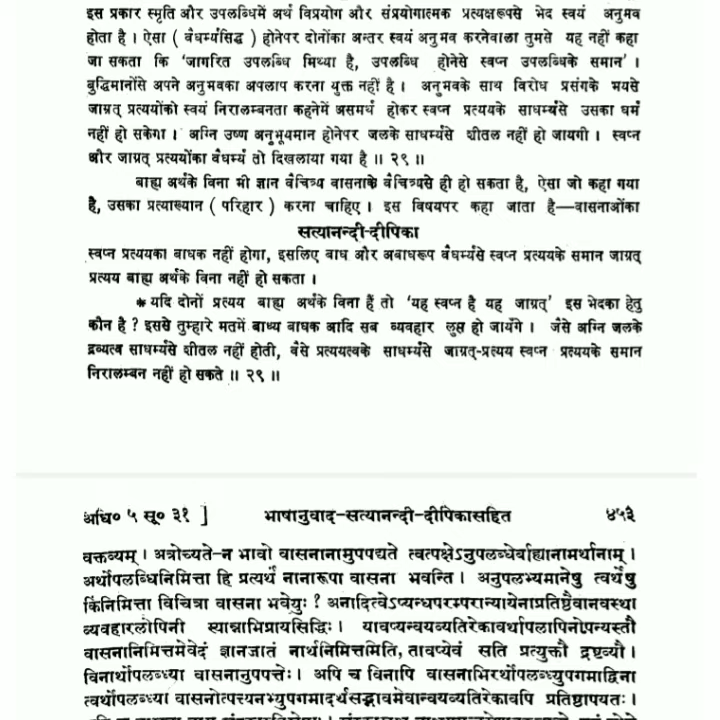 इस प्रकार स्मृति और उपलब्धिमें अर्थ विप्रयोग और संप्रयोगात्मक प्रत्यक्षरूपसे भेद स्वयं अनुभव
होता है । ऐसा ( वैधर्म्यसिद्ध ) होनेपर दोनोंका अन्तर स्वयं अनुभव करनेवाला तुमसे यह नहीं कहा
जा सकता कि 'जागरित उपलब्धि मिथ्या है, उपलब्धि होनेसे स्वप्न उपलब्धिके समान' ।
बुद्धिमानोंसे अपने अनुभवका अपलाप करना युक्त नहीं है । अनुभवके साथ विरोध प्रसंगके भयसे
जाग्रत् प्रत्ययोंको स्वयं निरालम्बनता कहनेमें असमर्थ होकर स्वप्न प्रत्ययके साधर्म्यसे उसका धर्म
नहीं हो सकेगा । अग्नि उष्ण अनुभूयमान होनेपर जलके साधर्म्यसे शीतल नहीं हो जायगी । स्वप्न
और जाग्रत् प्रत्ययोंका वैधर्म्य तो दिखलाया गया है ॥ २९ ॥
बाह्य अर्थके विना भी ज्ञान वैचित्र्य वासनाके वैचित्र्यसे ही हो सकता है, ऐसा जो कहा गया
है, उसका प्रत्याख्यान ( परिहार ) करना चाहिए । इस विषयपर कहा जाता है—वासनाओंका
सत्यानन्दी-दीपिका
स्वप्न प्रत्ययका बाधक नहीं होगा, इसलिए बाध और अबाधरूप वैधर्म्यसे स्वप्न प्रत्ययके समान जाग्रत्
प्रत्यय बाह्य अर्थके विना नहीं हो सकता ।
* यदि दोनों प्रत्यय बाह्य अर्थके विना हैं तो 'यह स्वप्न है यह जाग्रत्' इस भेदका हेतु
कौन है ? इससे तुम्हारे मतमें बाध्य बाधक आदि सब व्यवहार लुप्त हो जायेंगे । जैसे अग्नि जलके
द्रव्यत्व साधर्म्यसे शीतल नहीं होती, वैसे प्रत्ययत्वके साधर्म्यसे जाग्रत्-प्रत्यय स्वप्न प्रत्ययके समान
निरालम्बन नहीं हो सकते ॥ २९ ॥
अधि० ५ सू० ३१ ] भाषानुवाद-सत्यानन्दी-दीपिकासहित ४५३
वक्तव्यम् । अत्रोच्यते-न भावो वासनानामुपपद्यते त्वत्पक्षेऽनुपलब्धेर्बाह्यानामर्थानाम् ।
अर्थोपलब्धिनिमित्ता हि प्रत्यर्थं नानारूपा वासना भवन्ति । अनुपलभ्यमानेषु त्वर्थेषु
किंनिमित्ता विचित्रा वासना भवेयुः ? अनादित्वेऽप्यन्धपरम्परान्यायेनाप्रतिष्ठैवानवस्था
व्यवहारलोपिनी स्यान्नाभिप्रायसिद्धिः । यावप्यन्वयव्यतिरेकावर्थापलापिनोपन्यस्तौ
वासनानिमित्तमेवेदं ज्ञानजातं नार्थनिमित्तमिति, तावप्येवं सति प्रत्युक्तौ द्रष्टव्यौ ।
विनार्थोपलब्ध्या वासनानुपपत्तेः । अपि च विनापि वासनाभिरर्थोपलब्ध्युपगमाद्विना
त्वर्थोपलब्ध्या वासनोत्पत्त्यनभ्युपगमादर्थसद्भावमेवान्वयव्यतिरेकावपि प्रतिष्ठापयतः ।